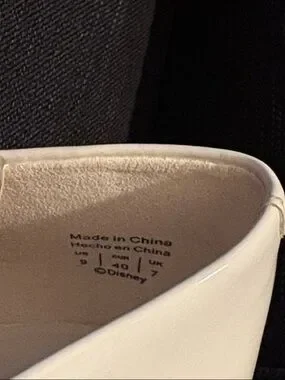 Made in China
Hecho en China
US | EUR | UK
9 | 40 | 7
©Disney